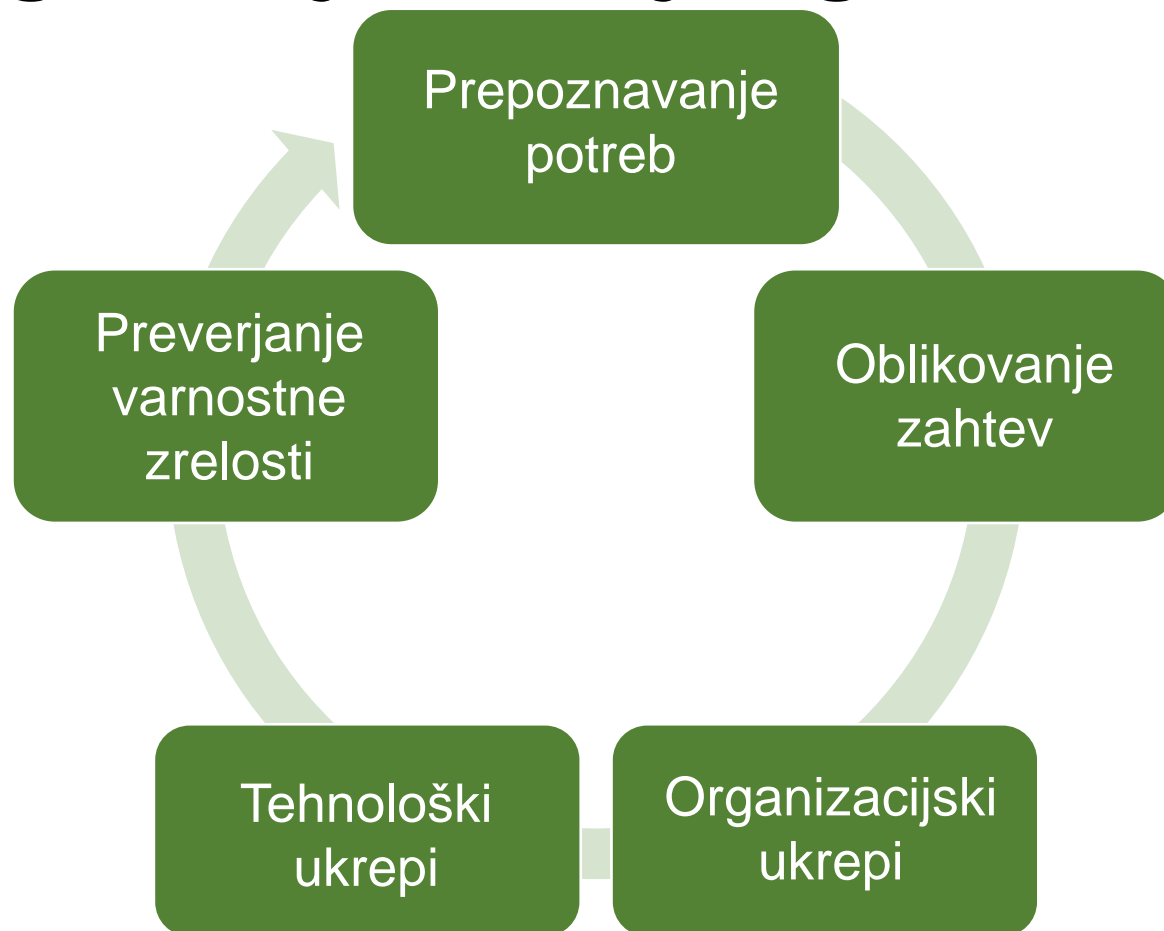 Prepoznavanje
potreb
Oblikovanje
zahtev
Organizacijski
ukrepi
Tehnološki
ukrepi
Preverjanje
varnostne
zrelosti